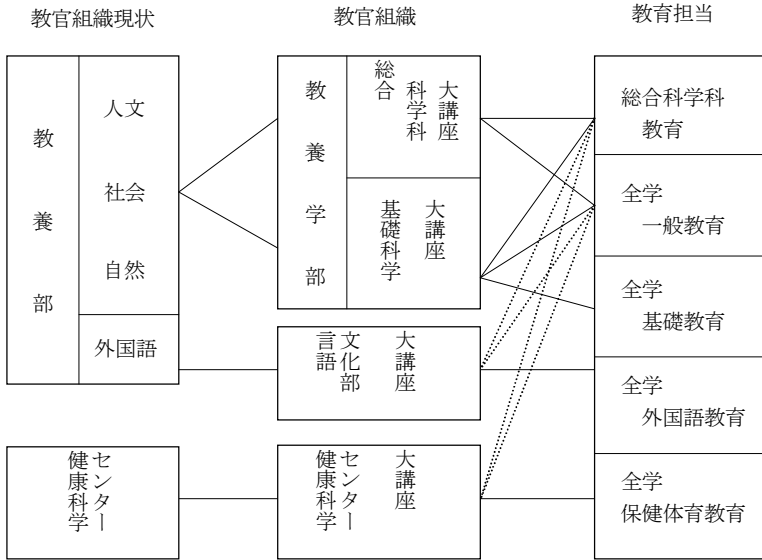 教官組織現状
教官組織
教育担当
教養部
人文
社会
自然
外国語
健康科学
センター
教養学部
総合
科学科
大講座
基礎科学
大講座
言語
文化部
大講座
健康科学
センター
大講座
総合科学科
教育
全学
一般教育
全学
基礎教育
全学
外国語教育
全学
保健体育教育